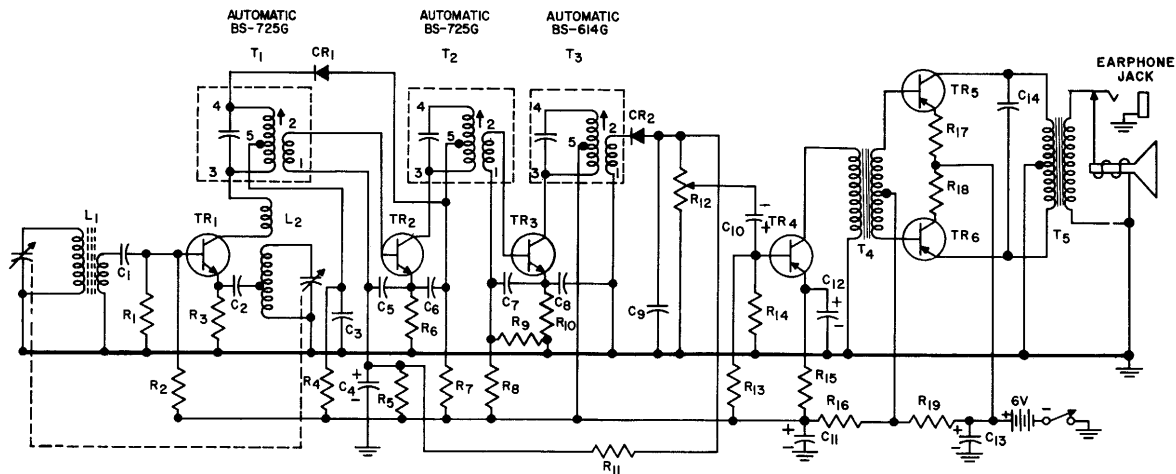 AUTOMATIC
BS-725G
T1
AUTOMATIC
BS-725G
T2
AUTOMATIC
BS-614G
T3
CR1
4
5
2
3
1
4
5
2
3
1
4
5
2
3
1
CR2
EARPHONE
JACK
TR5
C14
R17
R18
TR6
T5
T4
L1
C1
TR1
L2
C2
R1
R3
C3
TR2
C5
C6
R6
TR3
C7
C8
R9
R10
R12
C9
C10
- 
+
TR4
R14
C12
+
-
R2
R4
C4
+
-
R5
R7
R8
R11
R13
R15
R16
R19
+
-
C11
+
C13
-
+
6V
-